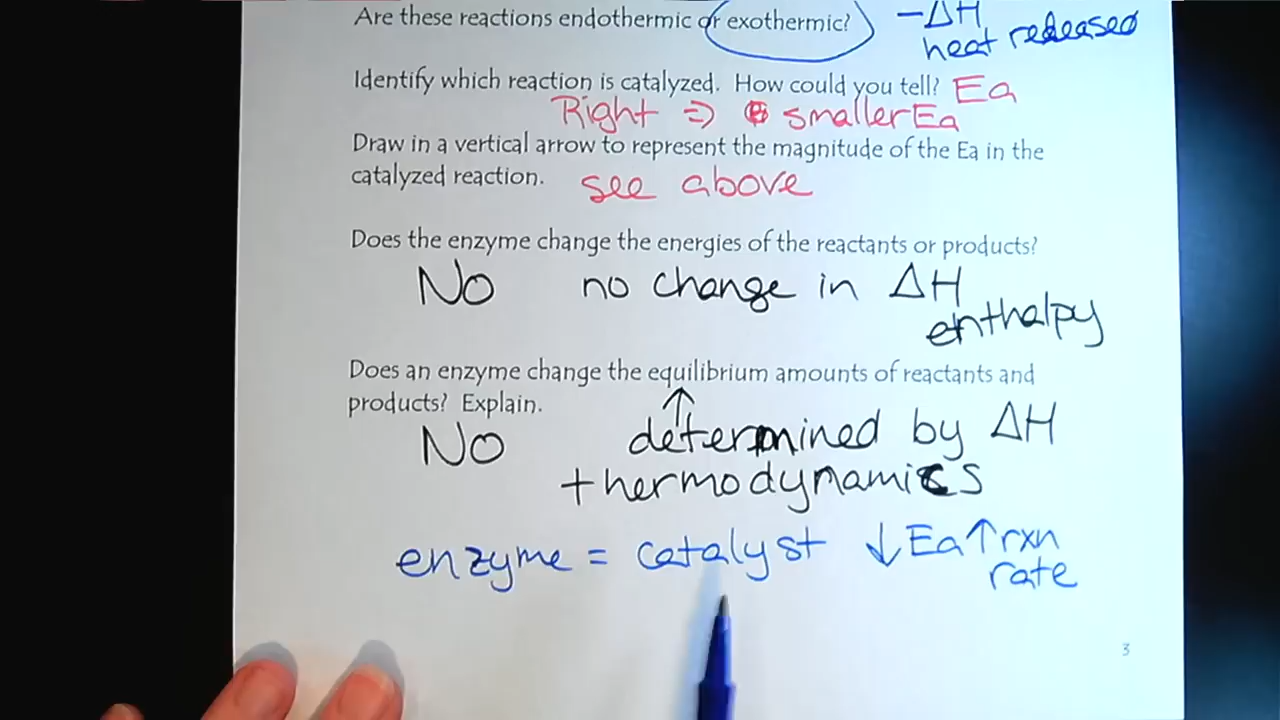 Are these reactions endothermic or exothermic? -ΔH
heat released
Identify which reaction is catalyzed. How could you tell? Ea
Right ⇒ smaller Ea
Draw in a vertical arrow to represent the magnitude of the Ea in the
catalyzed reaction. see above
Does the enzyme change the energies of the reactants or products?
No no change in ΔH
enthalpy
Does an enzyme change the equilibrium amounts of reactants and
products? Explain.
↑
No determined by ΔH
+thermodynamics
enzyme = catalyst ↓Ea↑rxn
rate
3